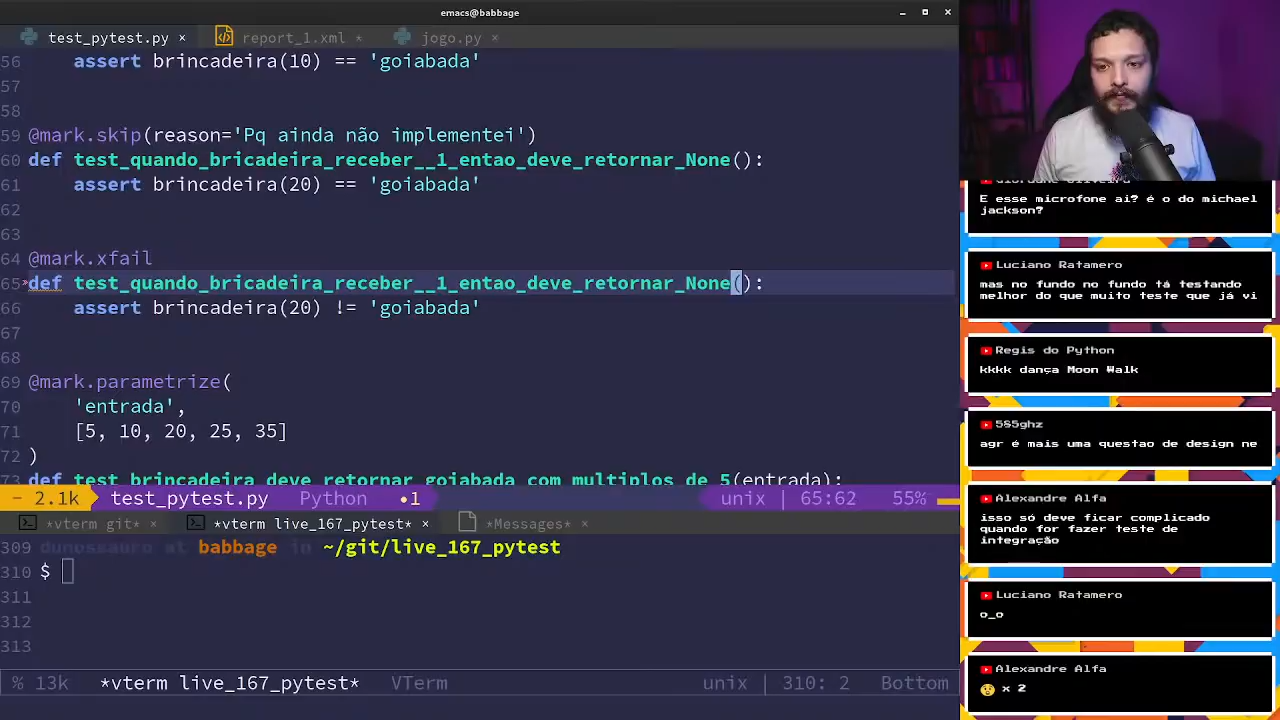 emacs@babbage
test_pytest.py ×
report_1.xml •
jogo.py ×
56 assert brincadeira(10) == 'goiabada'
57
58
59 @mark.skip(reason='Pq ainda não implementei')
60 def test_quando_bricadeira_receber__1_entao_deve_retornar_None():
61 assert brincadeira(20) == 'goiabada'
62
63
64 @mark.xfail
65 def test_quando_bricadeira_receber__1_entao_deve_retornar_None():
66 assert brincadeira(20) != 'goiabada'
67
68
69 @mark.parametrize(
70 'entrada',
71 [5, 10, 20, 25, 35]
72 )
73 def test_brincadeira_deve_retornar_goiabada_com_multiplos_de_5(entrada):
- 2.1k test_pytest.py Python •1 unix | 65:62 55%
*vterm git* × *vterm live_167_pytest* × *Messages* ×
309 dunossauro at babbage in ~/git/live_167_pytest
310 $
311
312
313
% 13k *vterm live_167_pytest* VTerm unix | 310: 2 Bottom
E esse microfone ai? é o do michael
jackson?
Luciano Ratamero
mas no fundo no fundo tá testando
melhor do que muito teste que já vi
Regis do Python
kkkk dança Moon Walk
585ghz
agr é mais uma questao de design ne
Alexandre Alfa
isso só deve ficar complicado
quando for fazer teste de
integração
Luciano Ratamero
o_o
Alexandre Alfa
x 2